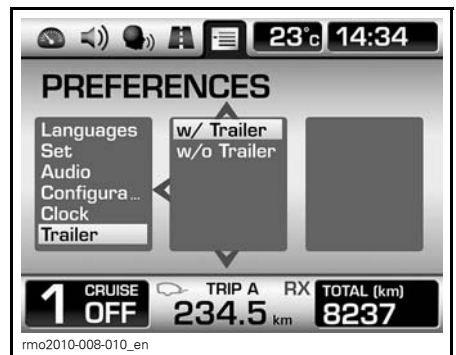 23°c 14:34
PREFERENCES
Languages
Set
Audio
Configura...
Clock
Trailer
w/ Trailer
w/o Trailer
1 CRUISE OFF
TRIP A
234.5 km
RX
TOTAL (km)
8237
rmo2010-008-010_en